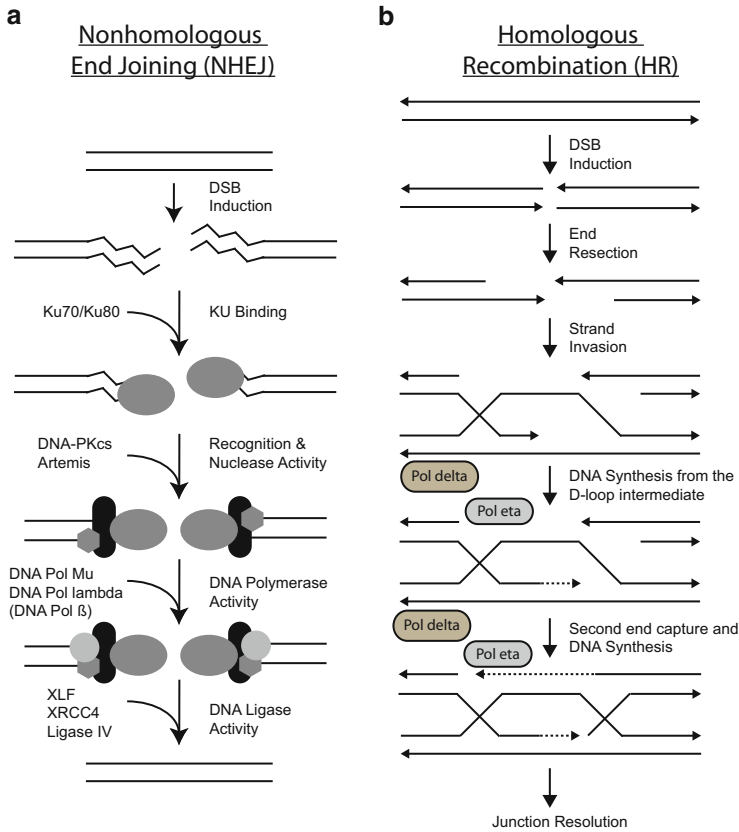 a
Nonhomologous
End Joining (NHEJ)
DSB
Induction
Ku70/Ku80
KU Binding
DNA-PKcs
Artemis
Recognition &
Nuclease Activity
DNA Pol Mu
DNA Pol lambda
(DNA Pol ß)
DNA Polymerase
Activity
XLF
XRCC4
Ligase IV
DNA Ligase
Activity
b
Homologous
Recombination (HR)
DSB
Induction
End
Resection
Strand
Invasion
Pol delta
Pol eta
DNA Synthesis from the
D-loop intermediate
Pol delta
Pol eta
Second end capture and
DNA Synthesis
Junction Resolution